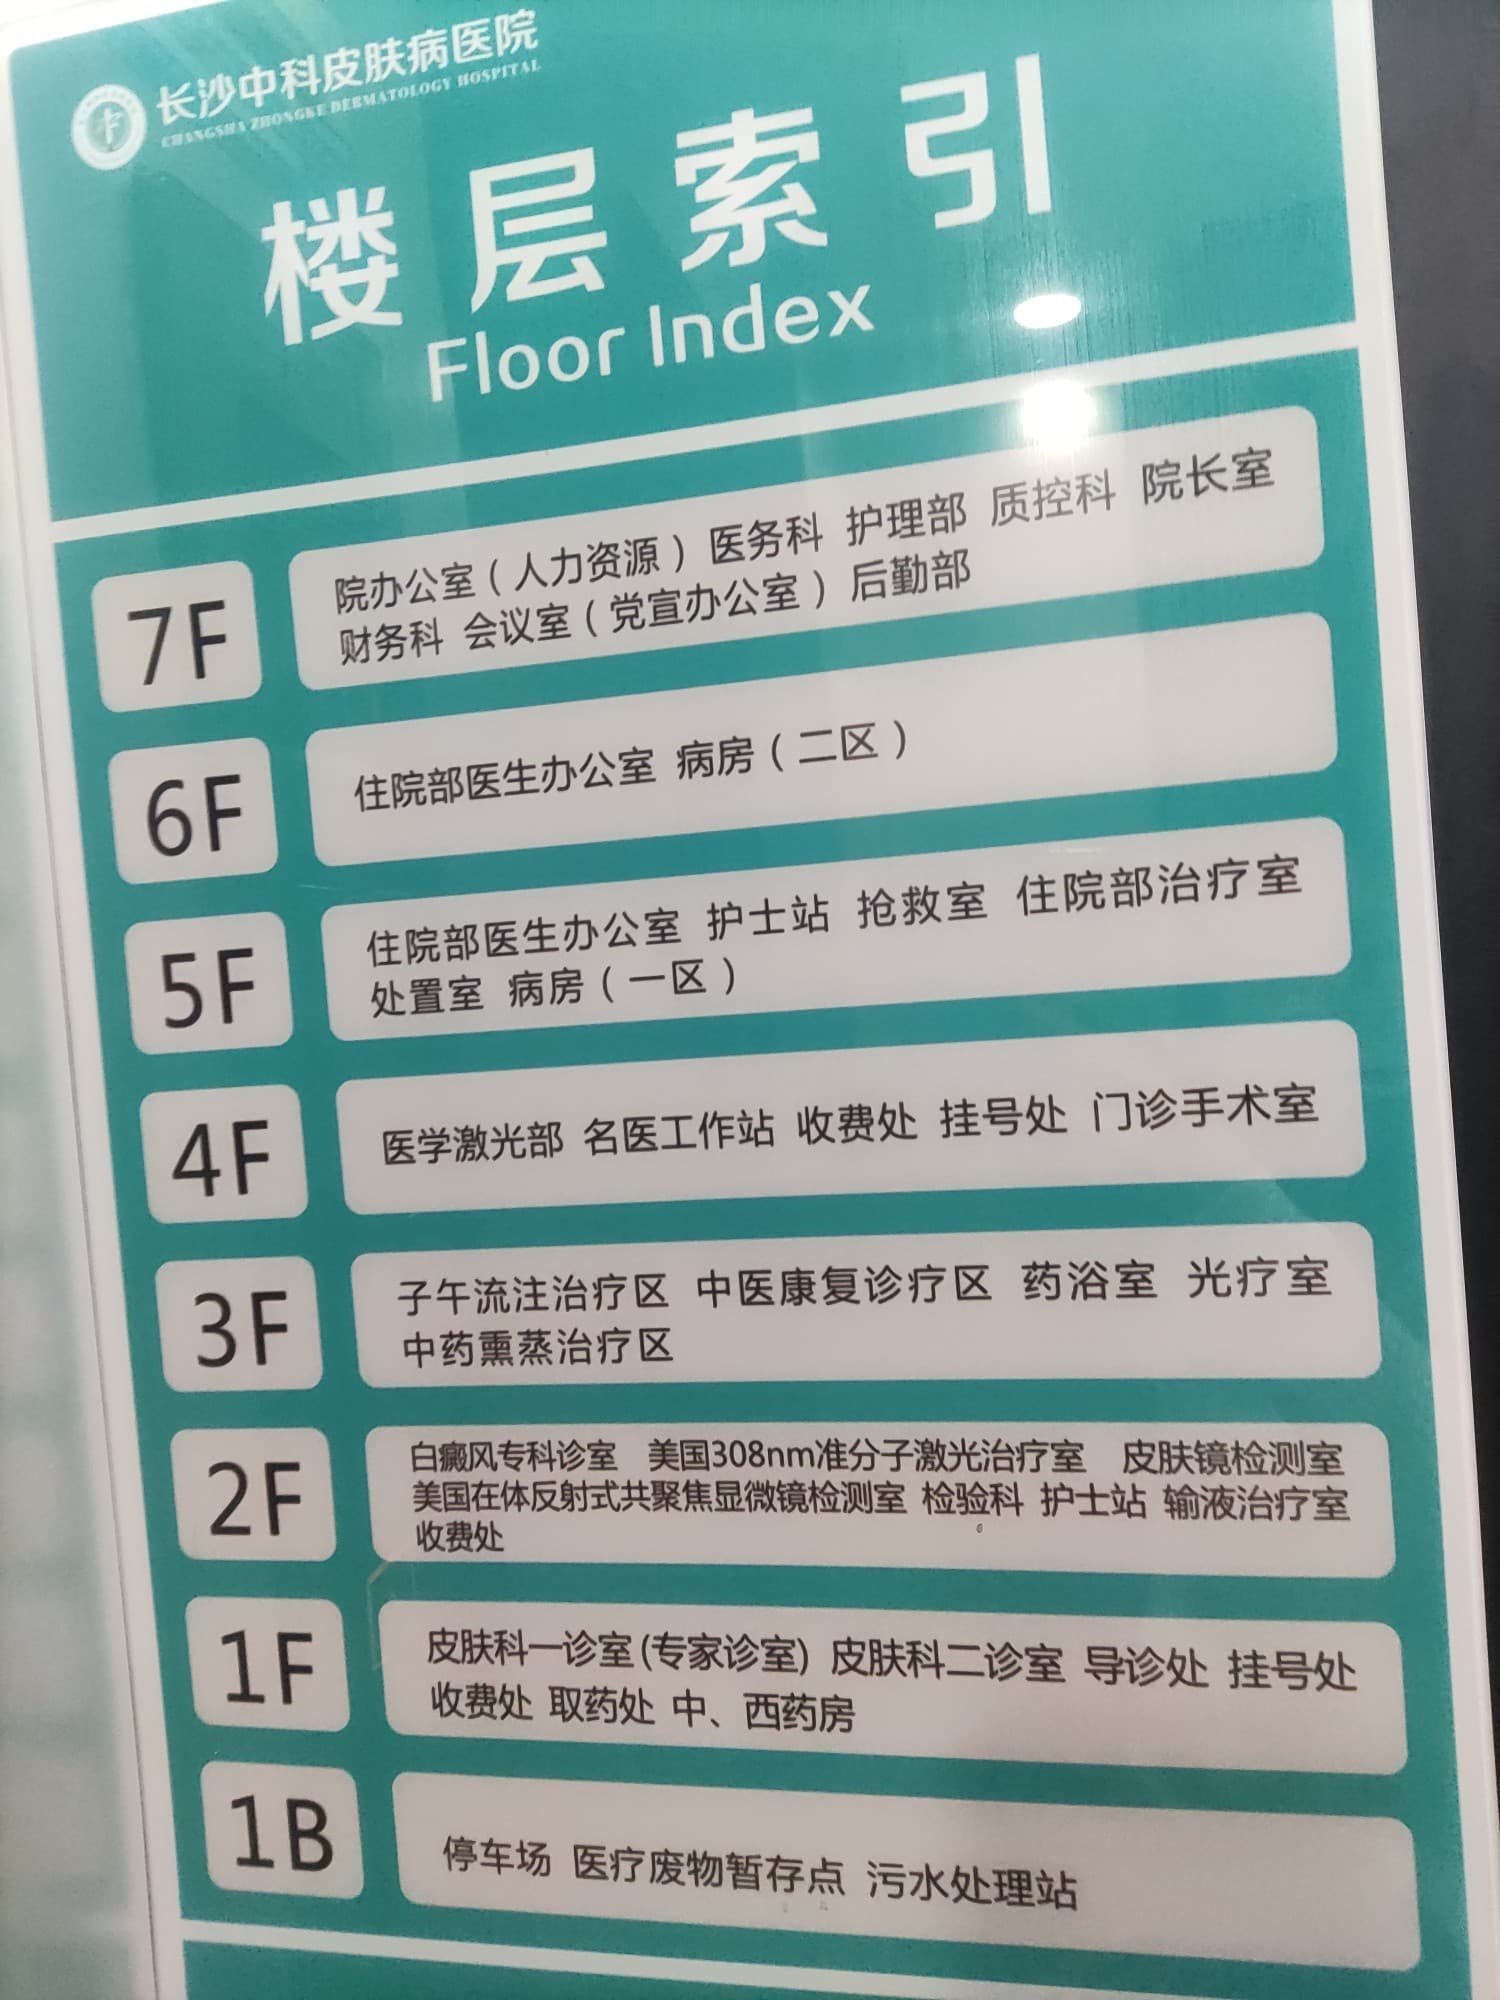 长沙中科皮肤病医院
CHANGSHA ZHONGKE DERMATOLOGY HOSPITAL
楼层索引
Floor Index
7F
院办公室（人力资源） 医务科 护理部 质控科 院长室
财务科 会议室（党宣办公室） 后勤部
6F
住院部医生办公室 病房（二区）
5F
住院部医生办公室 护士站 抢救室 住院部治疗室
处置室 病房（一区）
4F
医学激光部 名医工作站 收费处 挂号处 门诊手术室
3F
子午流注治疗区 中医康复诊疗区 药浴室 光疗室
中药熏蒸治疗区
2F
白癜风专科诊室 美国308nm准分子激光治疗室 皮肤镜检测室
美国在体反射式共聚焦显微镜检测室 检验科 护士站 输液治疗室
收费处
1F
皮肤科一诊室(专家诊室) 皮肤科二诊室 导诊处 挂号处
收费处 取药处 中、西药房
1B
停车场 医疗废物暂存点 污水处理站